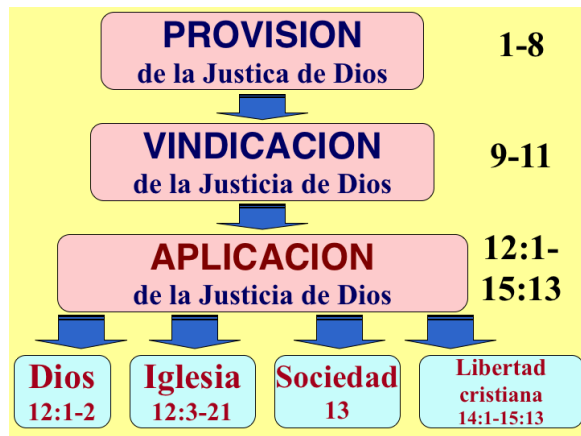 PROVISION
de la Justica de Dios
1-8
VINDICACION
de la Justicia de Dios
9-11
APLICACION
de la Justicia de Dios
12:1-
15:13
Dios
12:1-2
Iglesia
12:3-21
Sociedad
13
Libertad
cristiana
14:1-15:13